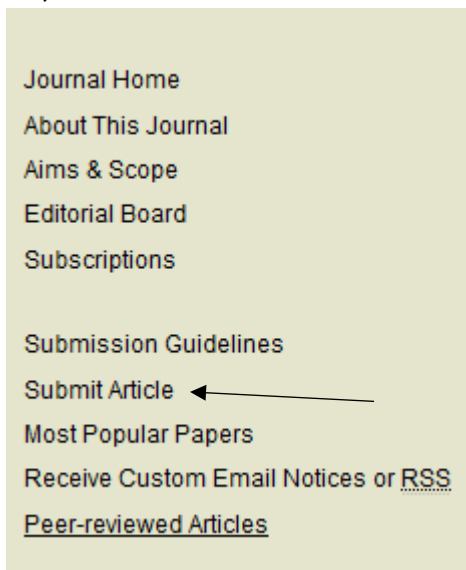 Journal Home
About This Journal
Aims & Scope
Editorial Board
Subscriptions
Submission Guidelines
Submit Article
Most Popular Papers
Receive Custom Email Notices or RSS
Peer-reviewed Articles